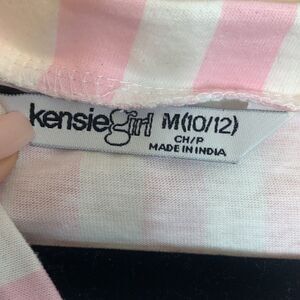 kensiegirl M(10/12)
CH/P
MADE IN INDIA